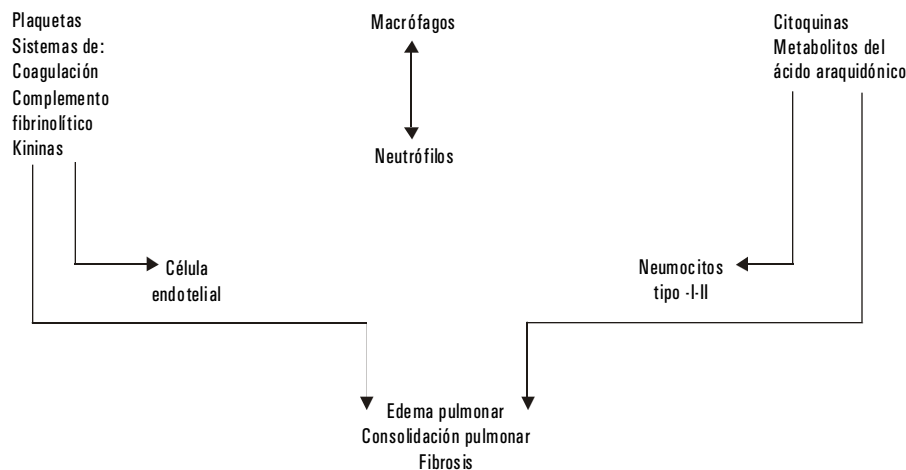 Plaquetas
Sistemas de:
Coagulación
Complemento
fibrinolítico
Kininas
Macrófagos
Neutrófilos
Citoquinas
Metabolitos del
ácido araquidónico
Célula
endotelial
Neumocitos
tipo -I-II
Edema pulmonar
Consolidación pulmonar
Fibrosis